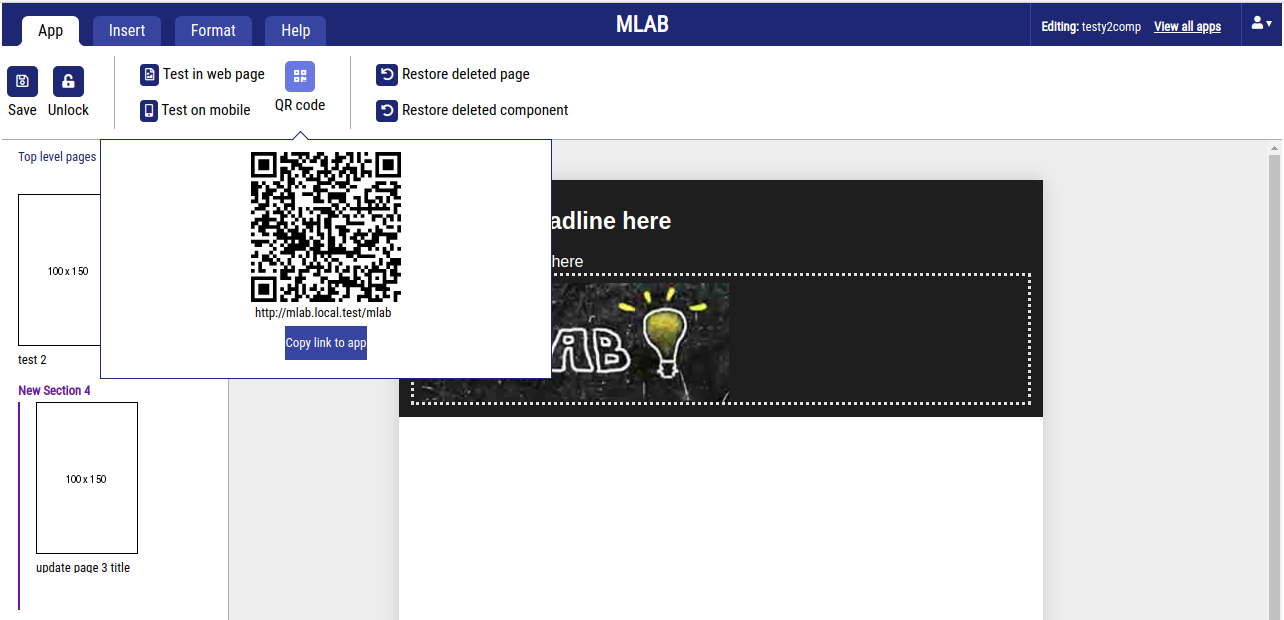 App
Insert
Format
Help
MLAB
Editing: testy2comp
View all apps
Save
Unlock
Test in web page
Test on mobile
QR code
Restore deleted page
Restore deleted component
Top level pages
100 x 150
test 2
New Section 4
100 x 150
update page 3 title
http://mlab.local.test/mlab
Copy link to app
adline here
here
AB